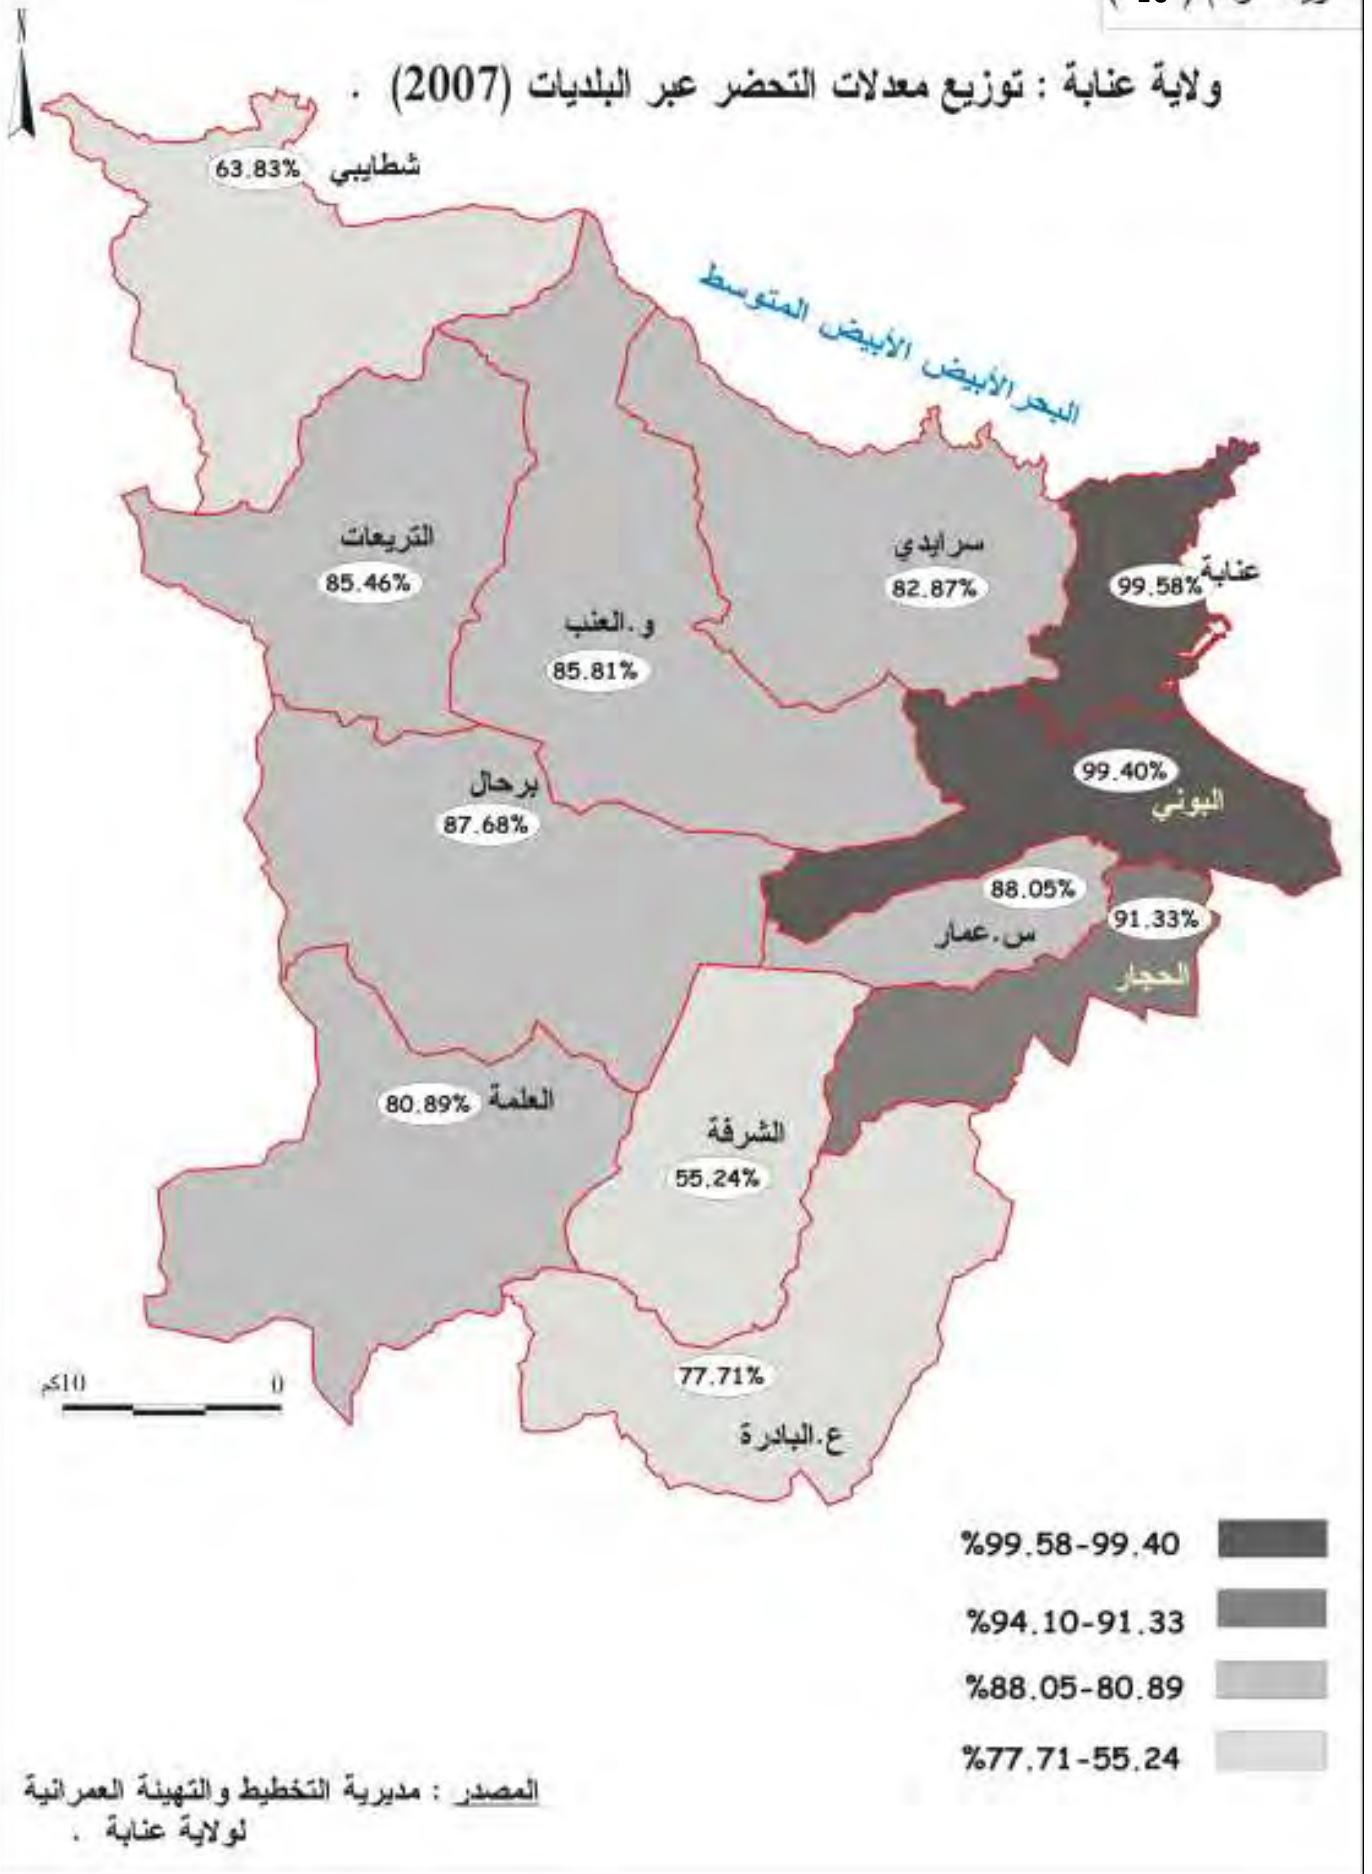 N
ولاية عنابة : توزيع معدلات التحضر عبر البلديات (2007) .
شطايبي
63.83%
البحر الأبيض الأبيض المتوسط
التريعات
85.46%
و.العنب
85.81%
سرايدي
82.87%
عنابة
99.58%
برحال
87.68%
99.40%
البوني
88.05%
س.عمار
91.33%
الحجار
العلمة
80.89%
الشرفة
55.24%
77.71%
ع.البادرة
10كم 0
%99.58-99.40
%94.10-91.33
%88.05-80.89
%77.71-55.24
المصدر : مديرية التخطيط والتهيئة العمرانية
لولاية عنابة .